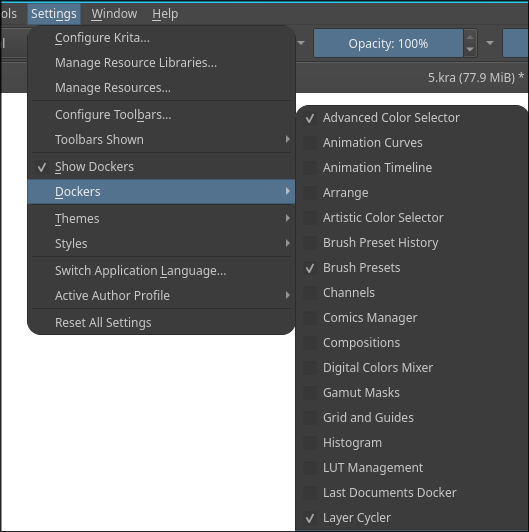 ols Settings Window Help
l
Opacity: 100%
5.kra (77.9 MiB) *
Configure Krita...
Manage Resource Libraries...
Manage Resources...
Configure Toolbars...
Toolbars Shown
Show Dockers
Dockers
Themes
Styles
Switch Application Language...
Active Author Profile
Reset All Settings
Advanced Color Selector
Animation Curves
Animation Timeline
Arrange
Artistic Color Selector
Brush Preset History
Brush Presets
Channels
Comics Manager
Compositions
Digital Colors Mixer
Gamut Masks
Grid and Guides
Histogram
LUT Management
Last Documents Docker
Layer Cycler